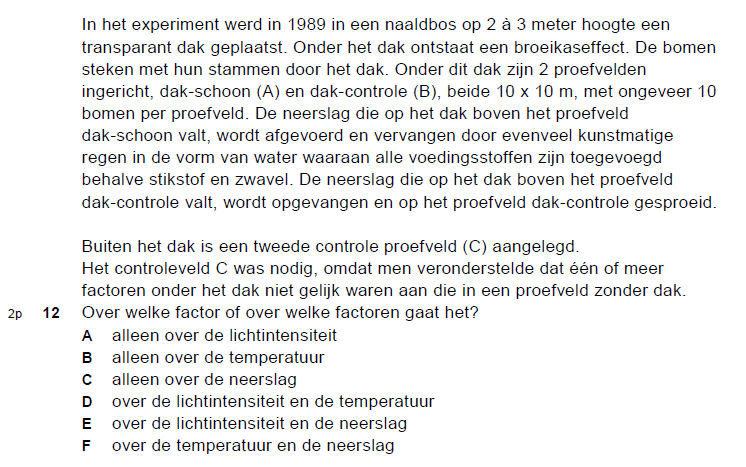 In het experiment werd in 1989 in een naaldbos op 2 à 3 meter hoogte een
transparant dak geplaatst. Onder het dak ontstaat een broeikaseffect. De bomen
steken met hun stammen door het dak. Onder dit dak zijn 2 proefvelden
ingericht, dak-schoon (A) en dak-controle (B), beide 10 x 10 m, met ongeveer 10
bomen per proefveld. De neerslag die op het dak boven het proefveld
dak-schoon valt, wordt afgevoerd en vervangen door evenveel kunstmatige
regen in de vorm van water waaraan alle voedingsstoffen zijn toegevoegd
behalve stikstof en zwavel. De neerslag die op het dak boven het proefveld
dak-controle valt, wordt opgevangen en op het proefveld dak-controle gesproeid.
Buiten het dak is een tweede controle proefveld (C) aangelegd.
Het controleveld C was nodig, omdat men veronderstelde dat één of meer
factoren onder het dak niet gelijk waren aan die in een proefveld zonder dak.
2p 12 Over welke factor of over welke factoren gaat het?
A alleen over de lichtintensiteit
B alleen over de temperatuur
C alleen over de neerslag
D over de lichtintensiteit en de temperatuur
E over de lichtintensiteit en de neerslag
F over de temperatuur en de neerslag